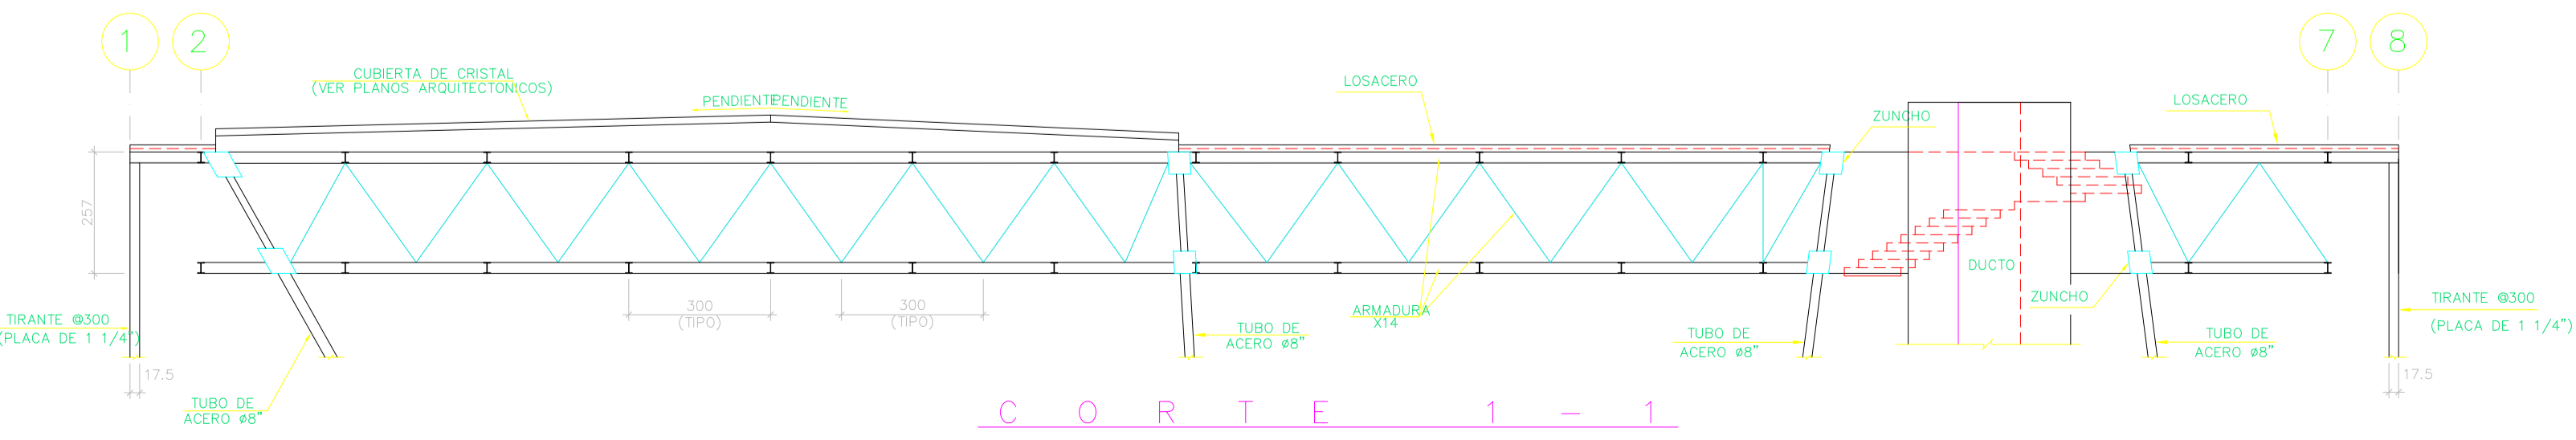 1
2
7
8
CUBIERTA DE CRISTAL
(VER PLANOS ARQUITECTONICOS)
PENDIENTE
PENDIENTE
LOSACERO
ZUNCHO
LOSACERO
257
DUCTO
300
(TIPO)
300
(TIPO)
ARMADURA
X14
ZUNCHO
TIRANTE @300
(PLACA DE 1 1/4")
TIRANTE @300
(PLACA DE 1 1/4")
TUBO DE
ACERO ø8"
TUBO DE
ACERO ø8"
TUBO DE
ACERO ø8"
17.5
17.5
TUBO DE
ACERO ø8"
CORTE 1-1